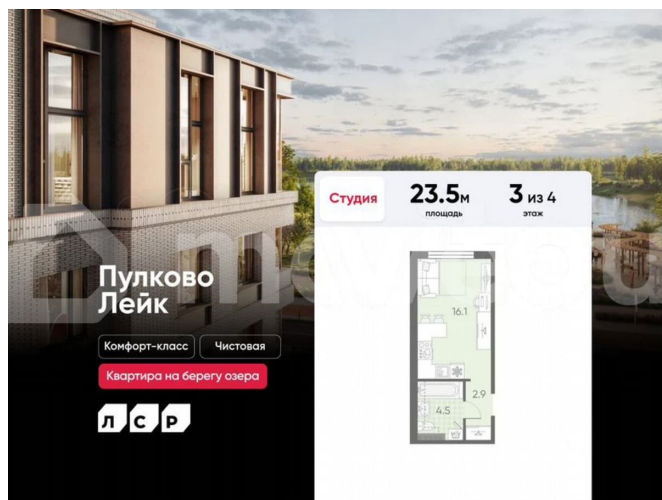 Студия
23.5м
площадь
3 из 4
этаж
Пулково
Лейк
Комфорт-класс
Чистовая
Квартира на берегу озера
ЛСР
16.1
2.9
4.5